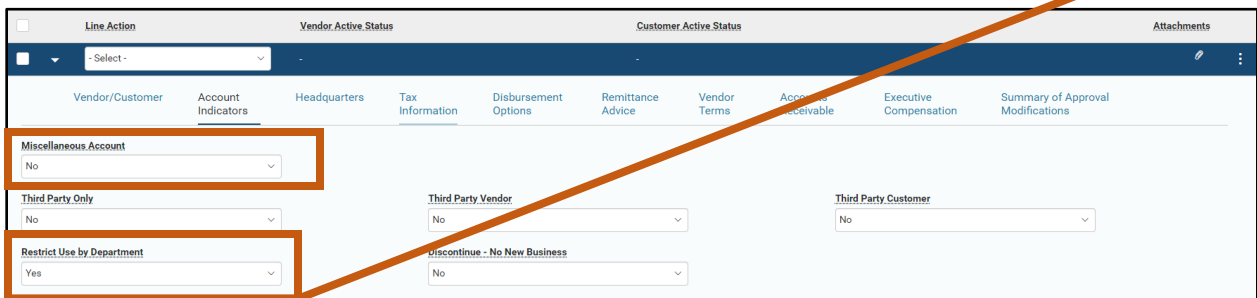 Line Action Vendor Active Status Customer Active Status Attachments
- Select - - -
Vendor/Customer Account Indicators Headquarters Tax Information Disbursement Options Remittance Advice Vendor Terms Accounts Receivable Executive Compensation Summary of Approval Modifications
Miscellaneous Account
No
Third Party Only Third Party Vendor Third Party Customer
No No No
Restrict Use by Department Discontinue - No New Business
Yes No